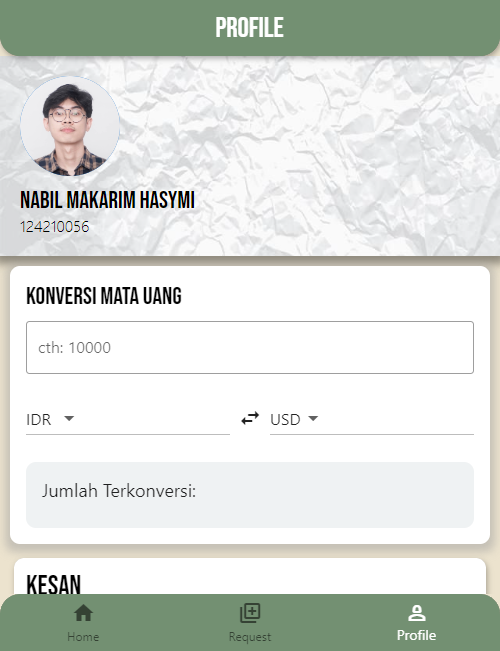 PROFILE
NABIL MAKARIM HASYMI
124210056
KONVERSI MATA UANG
cth: 10000
IDR USD
Jumlah Terkonversi:
KESAN
Home Request Profile